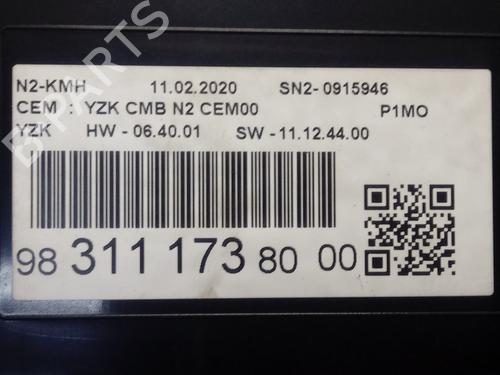 N2-KMH 11.02.2020 SN2- 0915946
CEM : YZK CMB N2 CEM00 P1MO
YZK HW - 06.40.01 SW - 11.12.44.00
98 311 173 80 00
B-PARTS